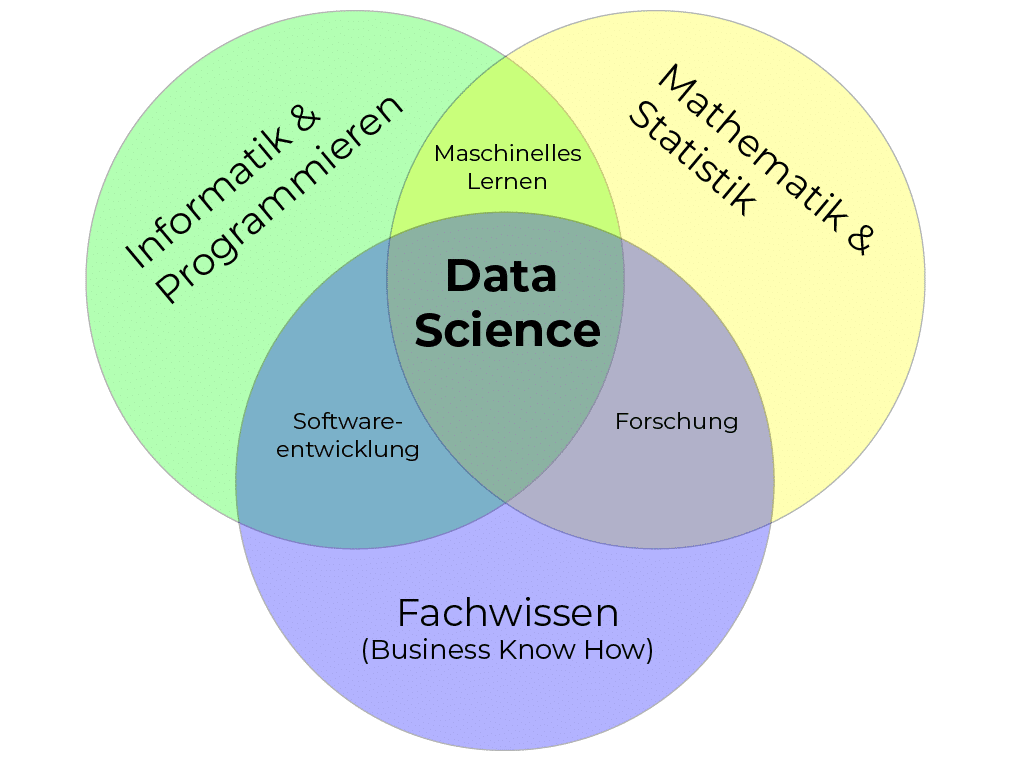 Informatik &
Programmieren
Mathematik &
Statistik
Maschinelles
Lernen
Data
Science
Software-
entwicklung
Forschung
Fachwissen
(Business Know How)